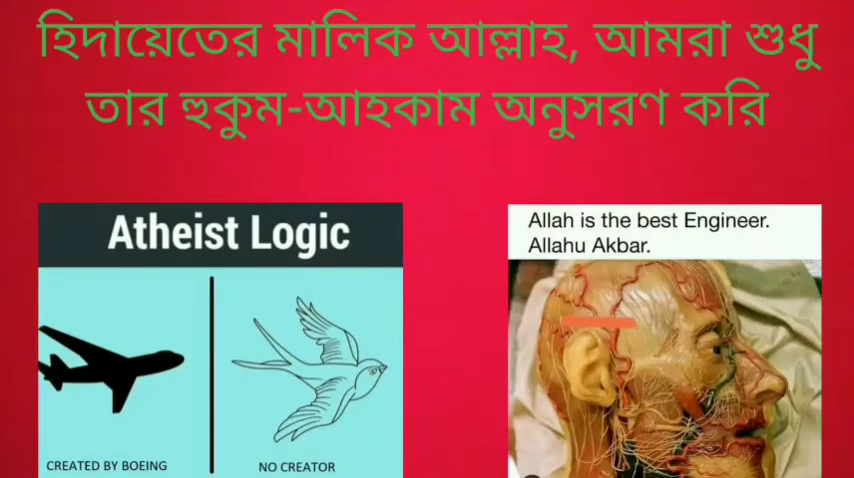 হিদায়েতের মালিক আল্লাহ, আমরা শুধু
তার হুকুম-আহকাম অনুসরণ করি
Atheist Logic
CREATED BY BOEING
NO CREATOR
Allah is the best Engineer.
Allahu Akbar.